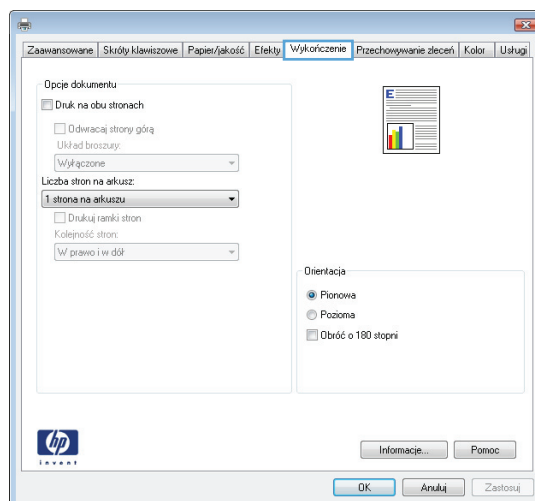 Zaawansowane Skróty klawiszowe Papier/jakość Efekty Wykończenie Przechowywanie zleceń Kolor Usługi
Opcje dokumentu
Druk na obu stronach
Odwracaj strony górą
Układ broszury:
Wyłączone
Liczba stron na arkusz:
1 strona na arkuszu
Drukuj ramki stron
Kolejność stron:
W prawo i w dół
E
Orientacja
Pionowa
Pozioma
Obróć o 180 stopni
hp
invent
Informacje... Pomoc
OK Anuluj Zastosuj